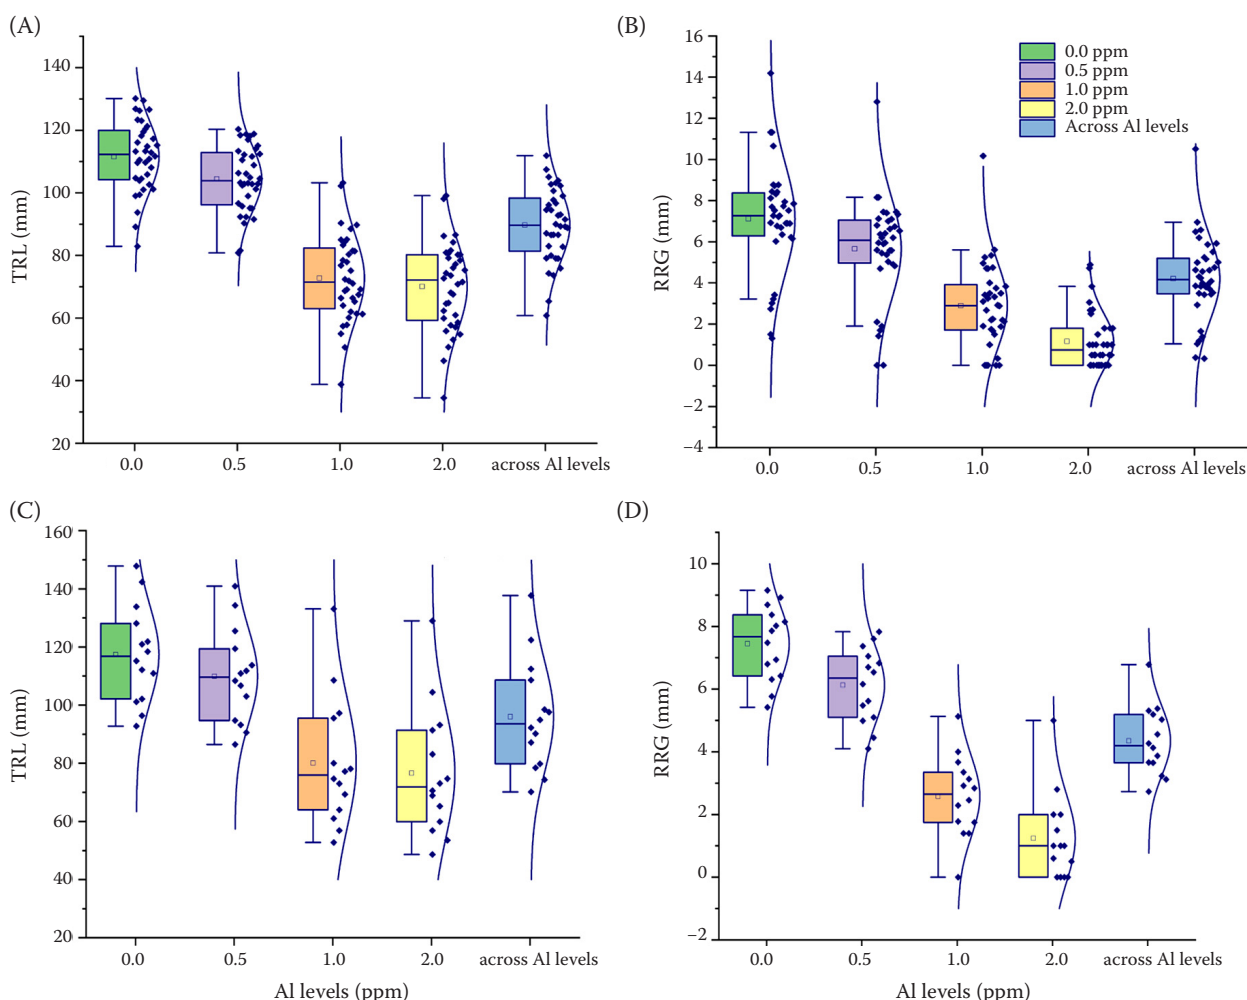 (A)
TRL (mm)
140
120
100
80
60
40
20
0.0 0.5 1.0 2.0 across Al levels
(B)
RRG (mm)
16
14
12
10
8
6
4
2
0
−2
−4
0.0 ppm
0.5 ppm
1.0 ppm
2.0 ppm
Across Al levels
0.0 0.5 1.0 2.0 across Al levels
(C)
TRL (mm)
160
140
120
100
80
60
40
20
0.0 0.5 1.0 2.0 across Al levels
Al levels (ppm)
(D)
RRG (mm)
10
8
6
4
2
0
−2
0.0 0.5 1.0 2.0 across Al levels
Al levels (ppm)